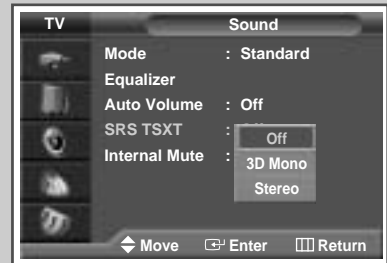 TV Sound
Mode : Standard
Equalizer
Auto Volume : Off
SRS TSXT :
Off
Internal Mute :
3D Mono
Stereo
Move Enter Return